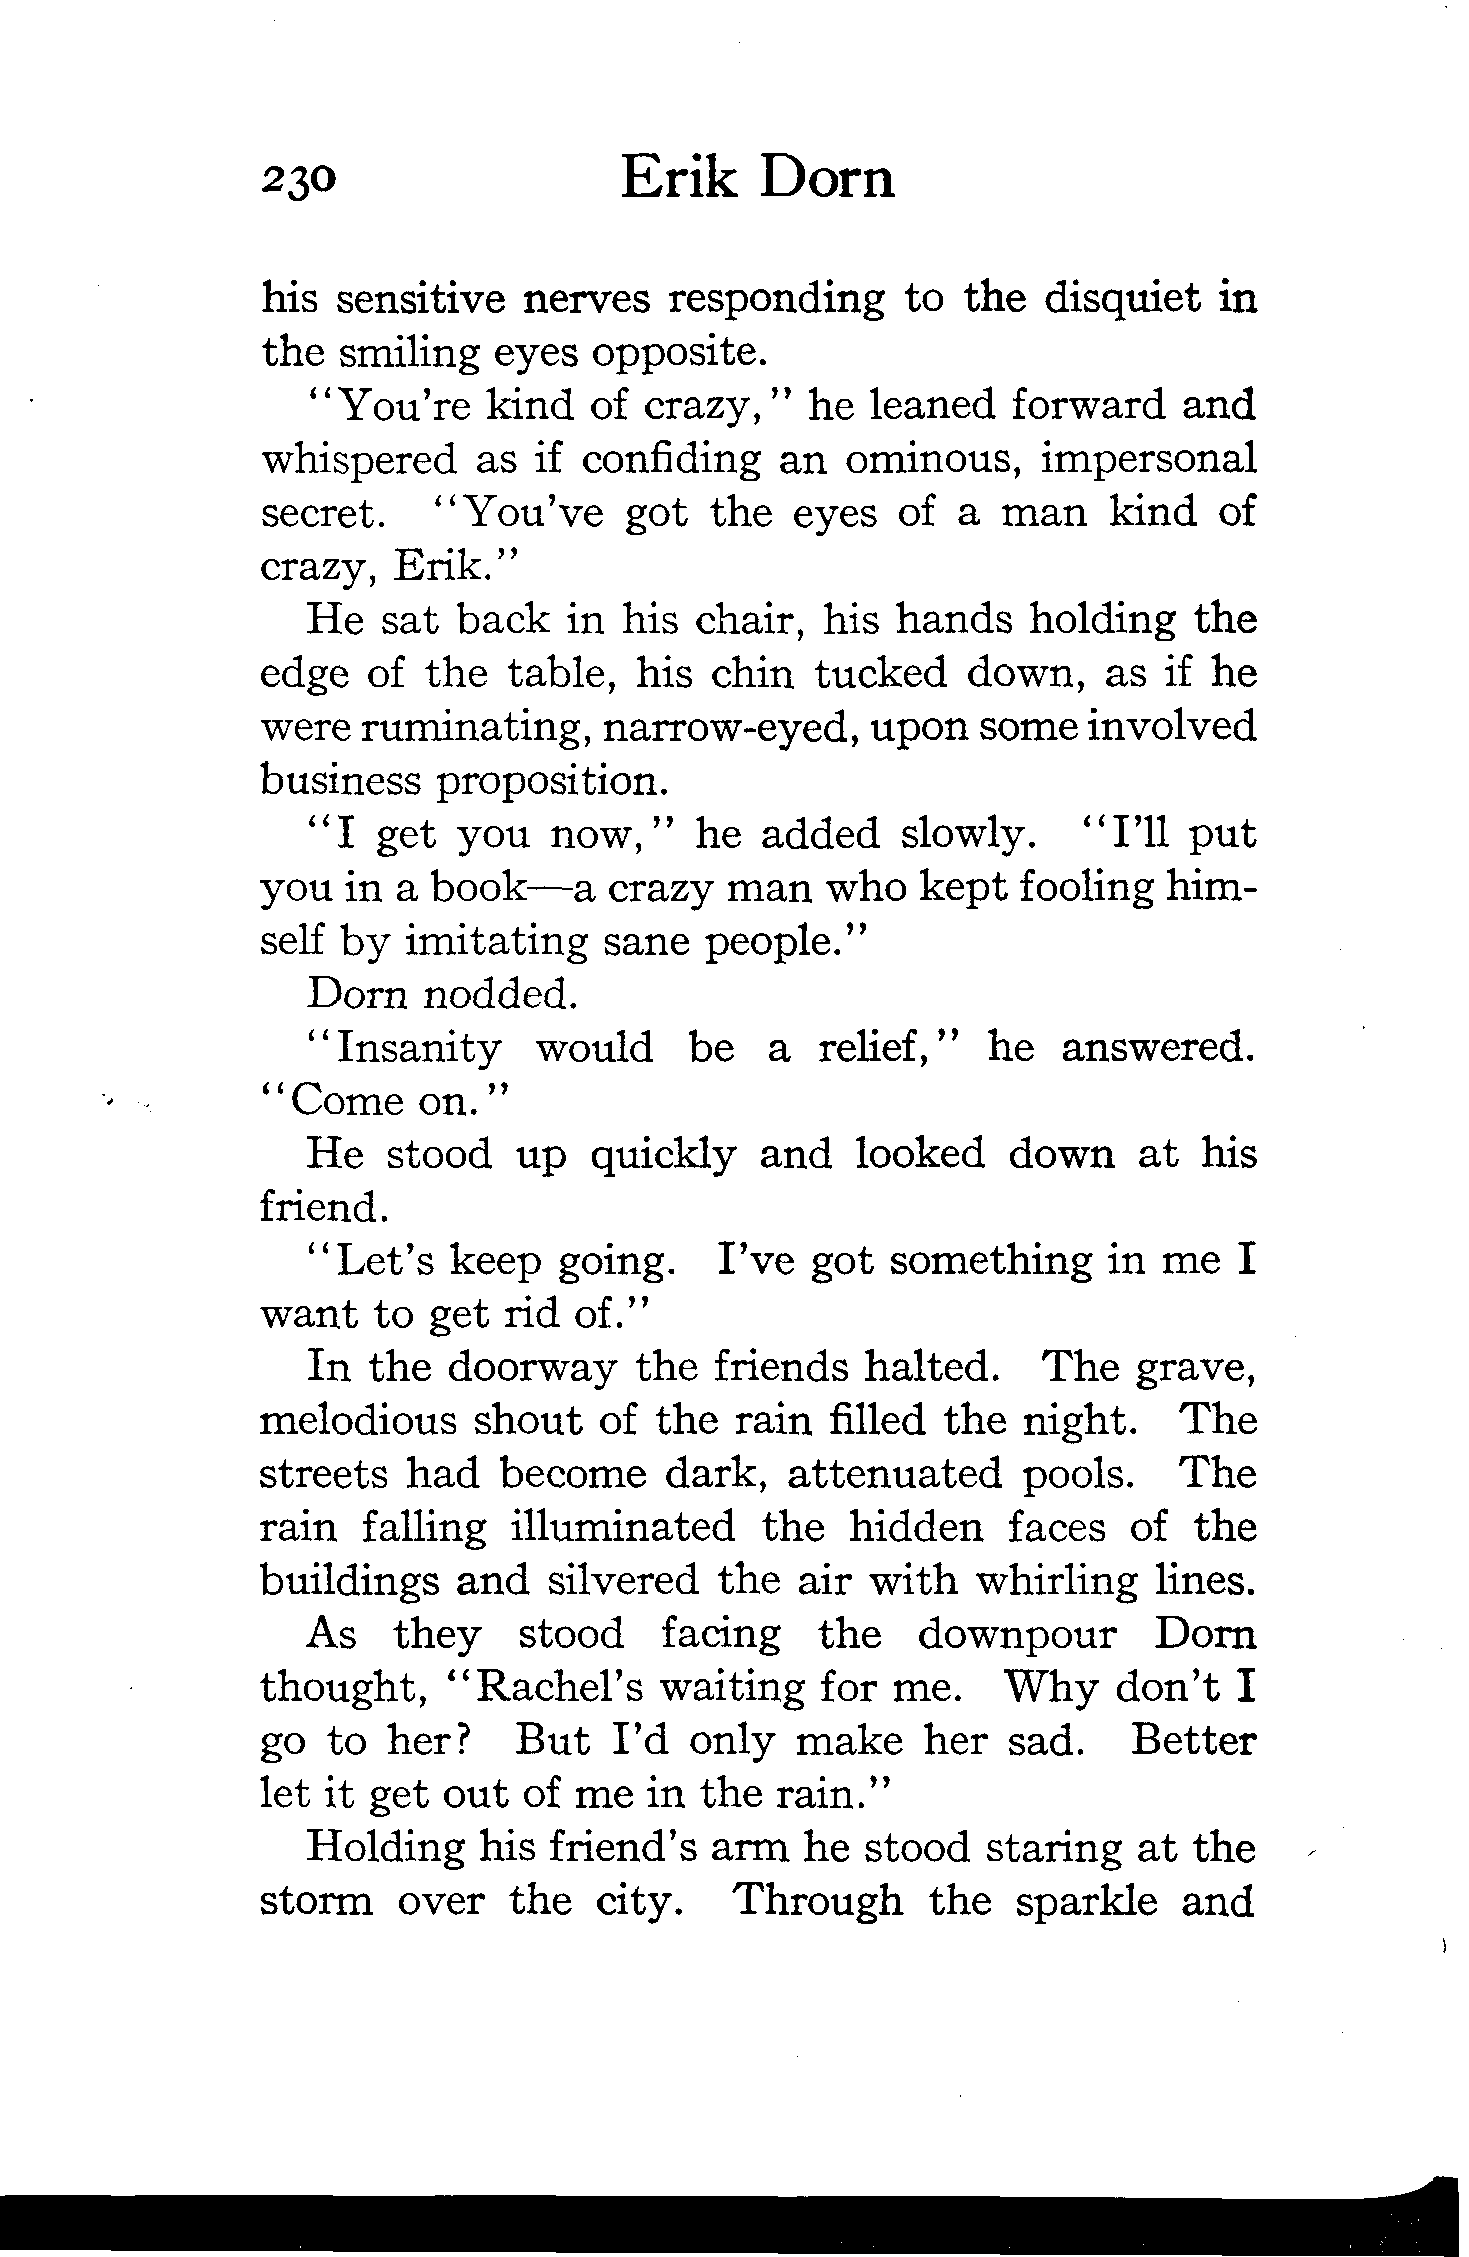 230 Erik Dorn
his sensitive nerves responding to the disquiet in
the smiling eyes opposite.
"You're kind of crazy," he leaned forward and
whispered as if confiding an ominous, impersonal
secret. "You've got the eyes of a man kind of
crazy, Erik."
He sat back in his chair, his hands holding the
edge of the table, his chin tucked down, as if he
were ruminating, narrow-eyed, upon some involved
business proposition.
"I get you now," he added slowly. "I'll put
you in a book—a crazy man who kept fooling him-
self by imitating sane people."
Dorn nodded.
"Insanity would be a relief," he answered.
"Come on."
He stood up quickly and looked down at his
friend.
"Let's keep going. I've got something in me I
want to get rid of."
In the doorway the friends halted. The grave,
melodious shout of the rain filled the night. The
streets had become dark, attenuated pools. The
rain falling illuminated the hidden faces of the
buildings and silvered the air with whirling lines.
As they stood facing the downpour Dorn
thought, "Rachel's waiting for me. Why don't I
go to her? But I'd only make her sad. Better
let it get out of me in the rain."
Holding his friend's arm he stood staring at the
storm over the city. Through the sparkle and